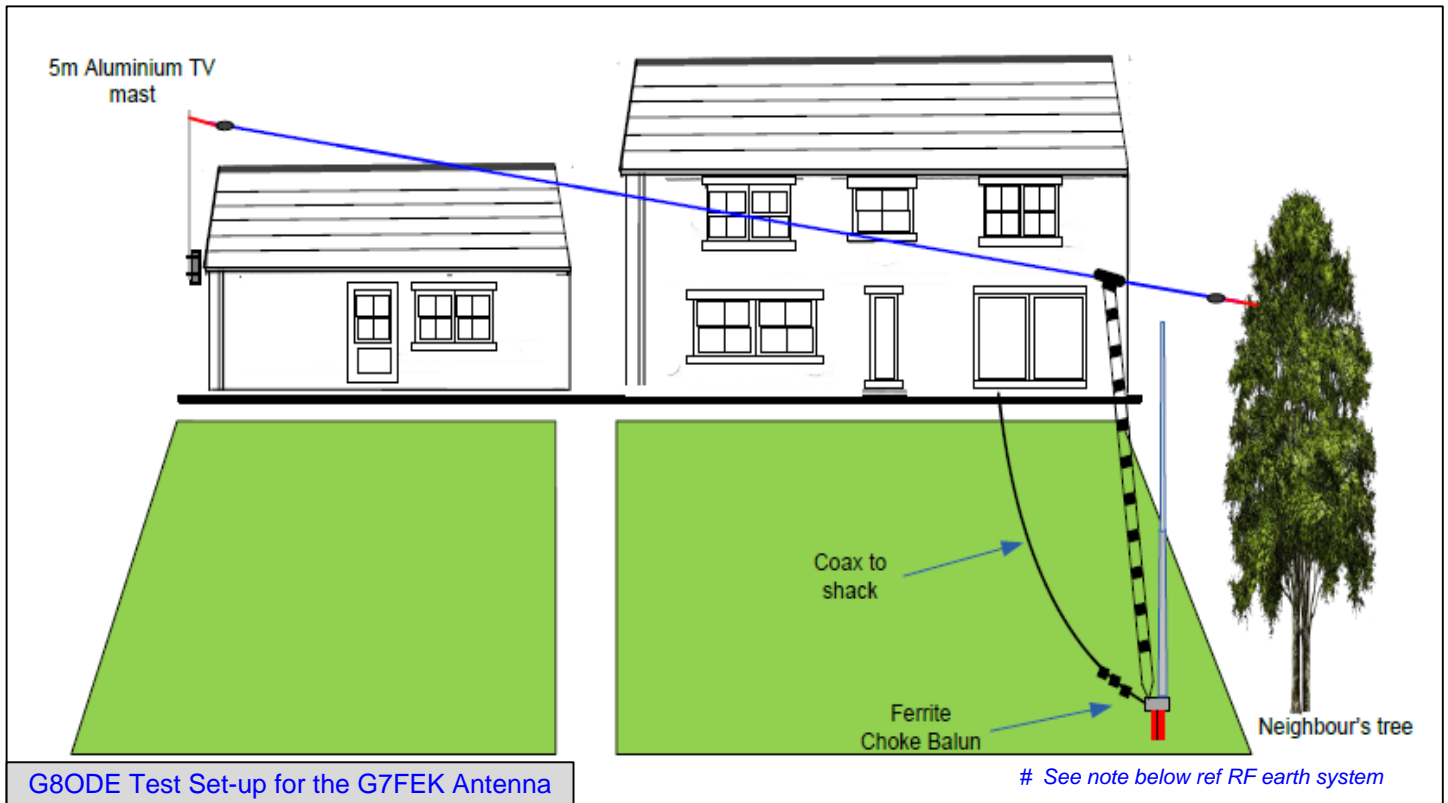 5m Aluminium TV
mast
Coax to
shack
Ferrite
Choke Balun
Neighbour's tree
G8ODE Test Set-up for the G7FEK Antenna
# See note below ref RF earth system